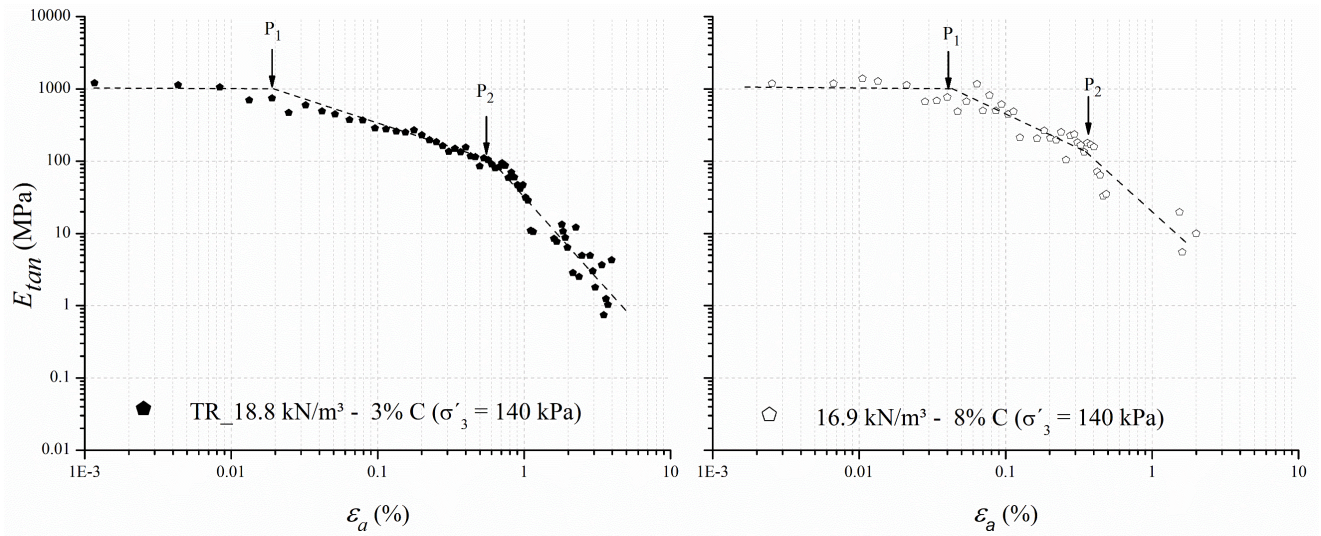 10000
1000
100
10
1
0.1
0.01
E_tan (MPa)
P₁
P₂
TR_18.8 kN/m³ - 3% C (σ´₃ = 140 kPa)
1E-3 0.01 0.1 1 10
εₐ (%)
P₁
P₂
16.9 kN/m³ - 8% C (σ´₃ = 140 kPa)
1E-3 0.01 0.1 1 10
εₐ (%)